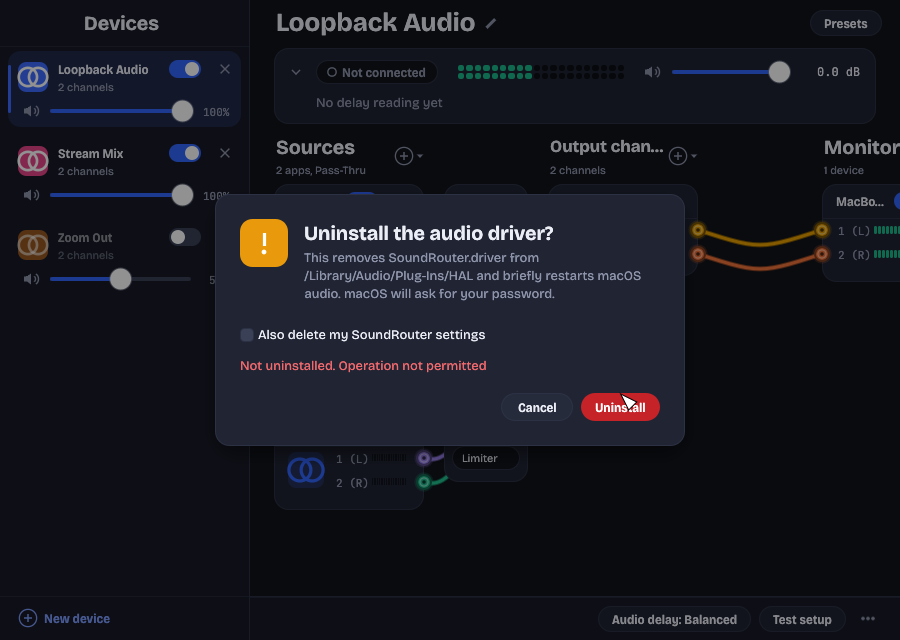 Devices
Loopback Audio
2 channels
100%
Stream Mix
2 channels
100%
Zoom Out
2 channels
New device
Loopback Audio
Presets
Not connected
0.0 dB
No delay reading yet
Sources
2 apps, Pass-Thru
Output chan...
2 channels
Monitor
1 device
MacBo...
1 (L)
2 (R)
Uninstall the audio driver?
This removes SoundRouter.driver from
/Library/Audio/Plug-Ins/HAL and briefly restarts macOS
audio. macOS will ask for your password.
Also delete my SoundRouter settings
Not uninstalled. Operation not permitted
Cancel
Uninstall
1 (L)
2 (R)
Limiter
Audio delay: Balanced
Test setup